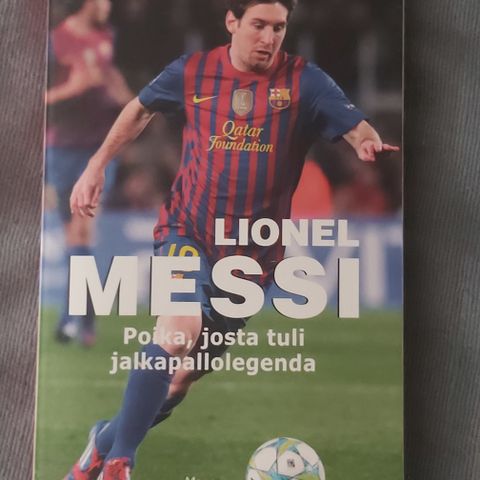 Qatar
Foundation
LIONEL
MESSI
Poika, josta tuli
jalkapallolegenda